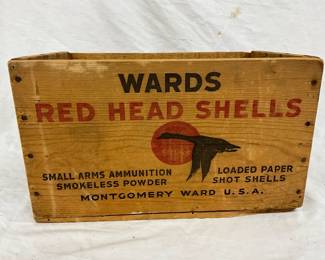 WARDS
RED HEAD SHELLS
SMALL ARMS AMMUNITION
SMOKELESS POWDER
LOADED PAPER
SHOT SHELLS
MONTGOMERY WARD U.S.A.